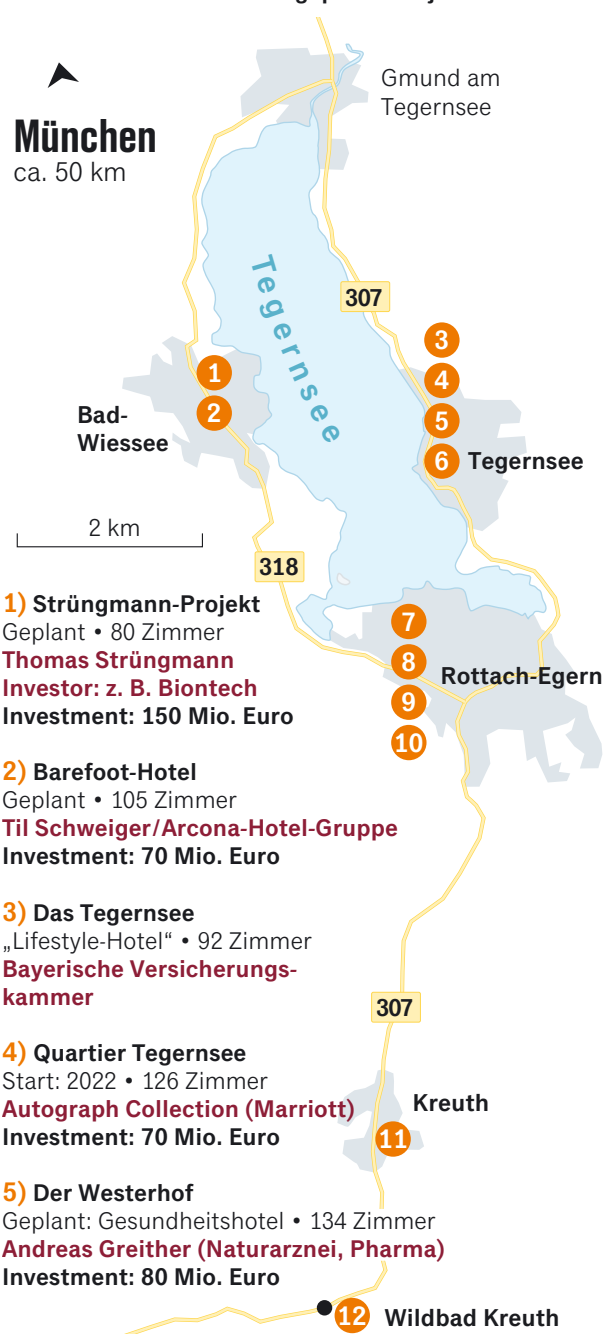 Gmund am
Tegernsee
München
ca. 50 km
Tegernsee
307
3
4
5
6
Tegernsee
1
2
Bad-
Wiessee
2 km
318
7
8
9
10
Rottach-Egern
1) Strüngmann-Projekt
Geplant • 80 Zimmer
Thomas Strüngmann
Investor: z. B. Biontech
Investment: 150 Mio. Euro
2) Barefoot-Hotel
Geplant • 105 Zimmer
Til Schweiger/Arcona-Hotel-Gruppe
Investment: 70 Mio. Euro
3) Das Tegernsee
„Lifestyle-Hotel“ • 92 Zimmer
Bayerische Versicherungs-
kammer
307
4) Quartier Tegernsee
Start: 2022 • 126 Zimmer
Autograph Collection (Marriott)
Investment: 70 Mio. Euro
Kreuth
11
5) Der Westerhof
Geplant: Gesundheitshotel • 134 Zimmer
Andreas Greither (Naturarznei, Pharma)
Investment: 80 Mio. Euro
12
Wildbad Kreuth